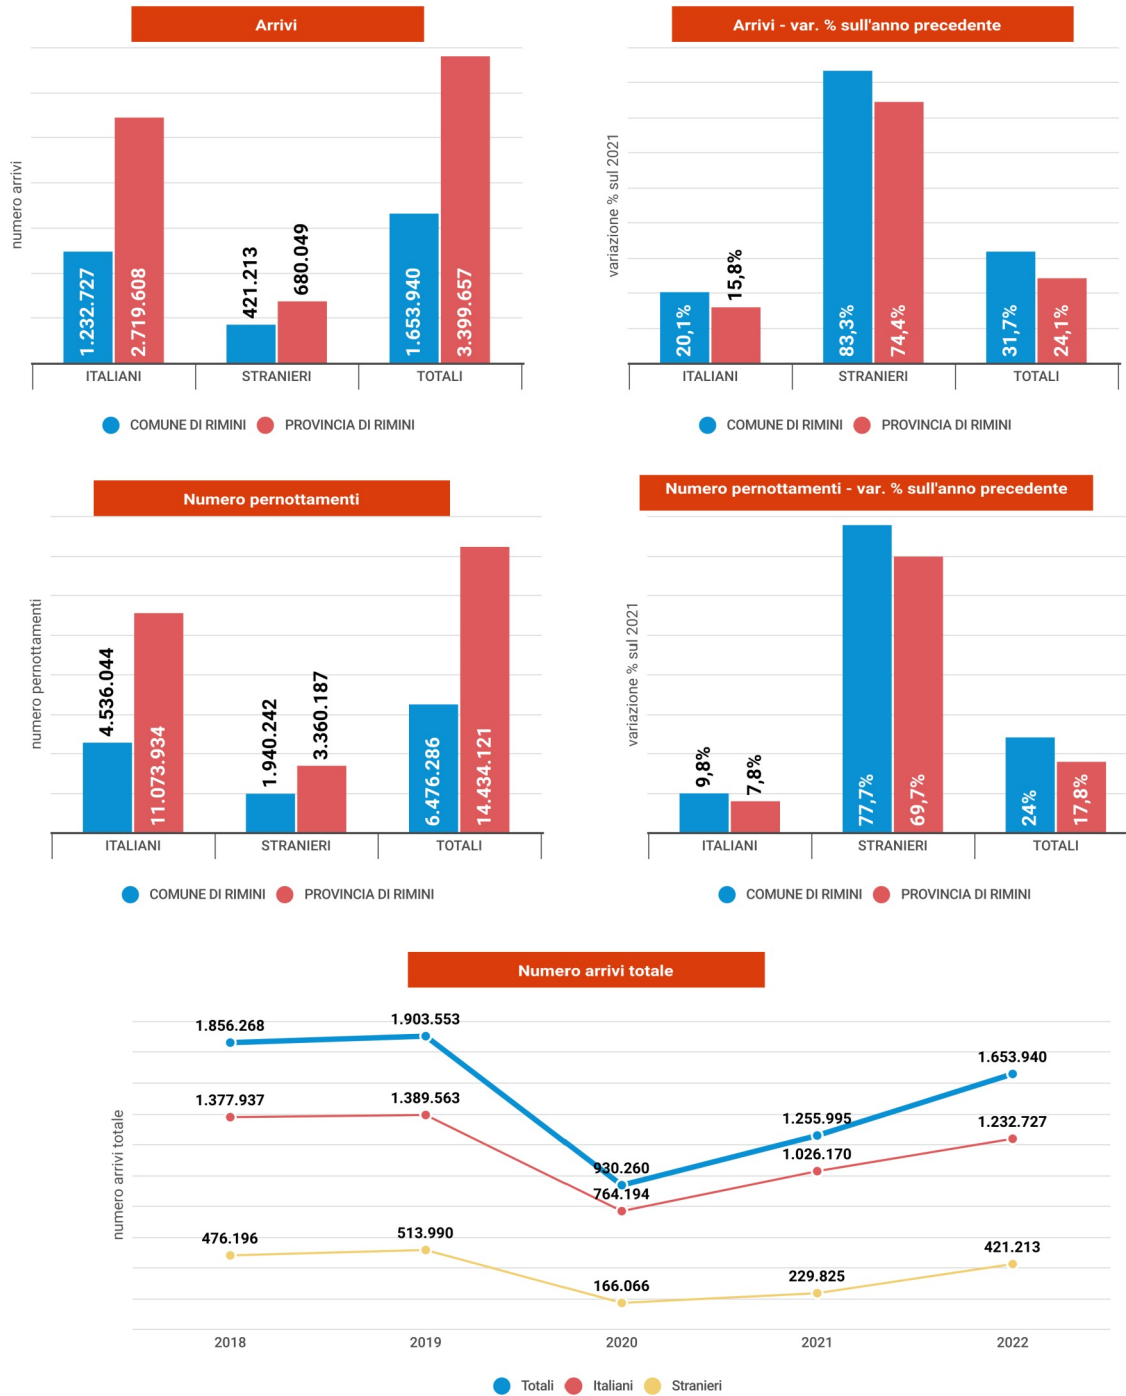 Arrivi
numero arrivi
1.232.727
2.719.608
421.213
680.049
1.653.940
3.399.657
ITALIANI
STRANIERI
TOTALI
COMUNE DI RIMINI
PROVINCIA DI RIMINI
Arrivi - var. % sull'anno precedente
variazione % sul 2021
20,1%
15,8%
83,3%
74,4%
31,7%
24,1%
ITALIANI
STRANIERI
TOTALI
COMUNE DI RIMINI
PROVINCIA DI RIMINI
Numero pernottamenti
numero pernottamenti
4.536.044
11.073.934
1.940.242
3.360.187
6.476.286
14.434.121
ITALIANI
STRANIERI
TOTALI
COMUNE DI RIMINI
PROVINCIA DI RIMINI
Numero pernottamenti - var. % sull'anno precedente
variazione % sul 2021
9,8%
7,8%
77,7%
69,7%
24%
17,8%
ITALIANI
STRANIERI
TOTALI
COMUNE DI RIMINI
PROVINCIA DI RIMINI
Numero arrivi totale
numero arrivi totale
1.856.268
1.903.553
930.260
1.255.995
1.653.940
1.377.937
1.389.563
764.194
1.026.170
1.232.727
476.196
513.990
166.066
229.825
421.213
2018
2019
2020
2021
2022
Totali
Italiani
Stranieri